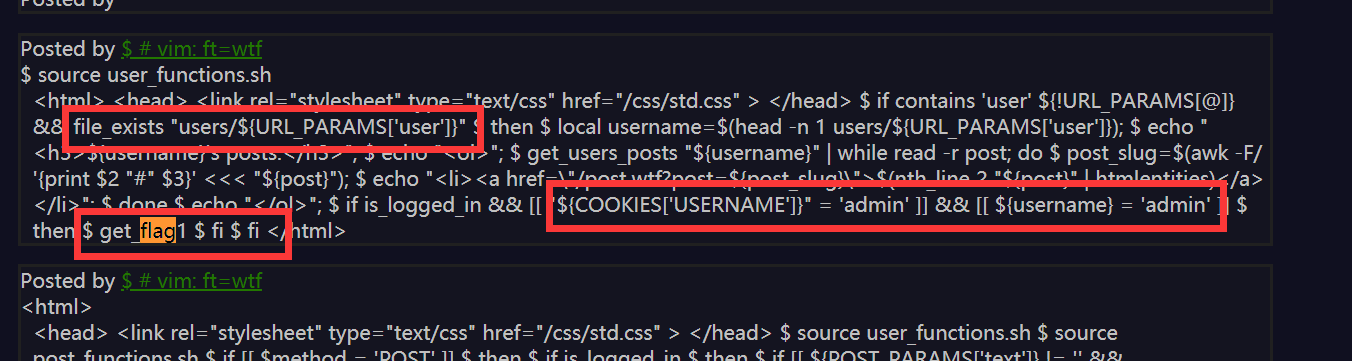 Posted by
Posted by $ # vim: ft=wtf
$ source user_functions.sh
<html> <head> <link rel="stylesheet" type="text/css" href="/css/std.css" > </head> $ if contains 'user' ${!URL_PARAMS[@]}
&& file_exists "users/${URL_PARAMS['user']}" $ then $ local username=$(head -n 1 users/${URL_PARAMS['user']}); $ echo "
<h3>${username}'s posts:</h3>"; $ echo "<ol>"; $ get_users_posts "${username}" | while read -r post; do $ post_slug=$(awk -F/
'{print $2 "#" $3}' <<< "${post}"); $ echo "<li><a href=\"/post.wtf?post=${post_slug}\">$(nth_line 2 "${post}" | htmlentities)</a>
</li>"; $ done $ echo "</ol>"; $ if is_logged_in && [[ "${COOKIES['USERNAME']}" = 'admin' ]] && [[ ${username} = 'admin' ]] $
then $ get_flag1 $ fi $ fi </html>
Posted by $ # vim: ft=wtf
<html>
<head> <link rel="stylesheet" type="text/css" href="/css/std.css" > </head> $ source user_functions.sh $ source
post_functions.sh $ if [[ $method = 'POST' ]] $ then $ if is_logged_in $ then $ if [[ ${POST_PARAMS['text']} != '' &&